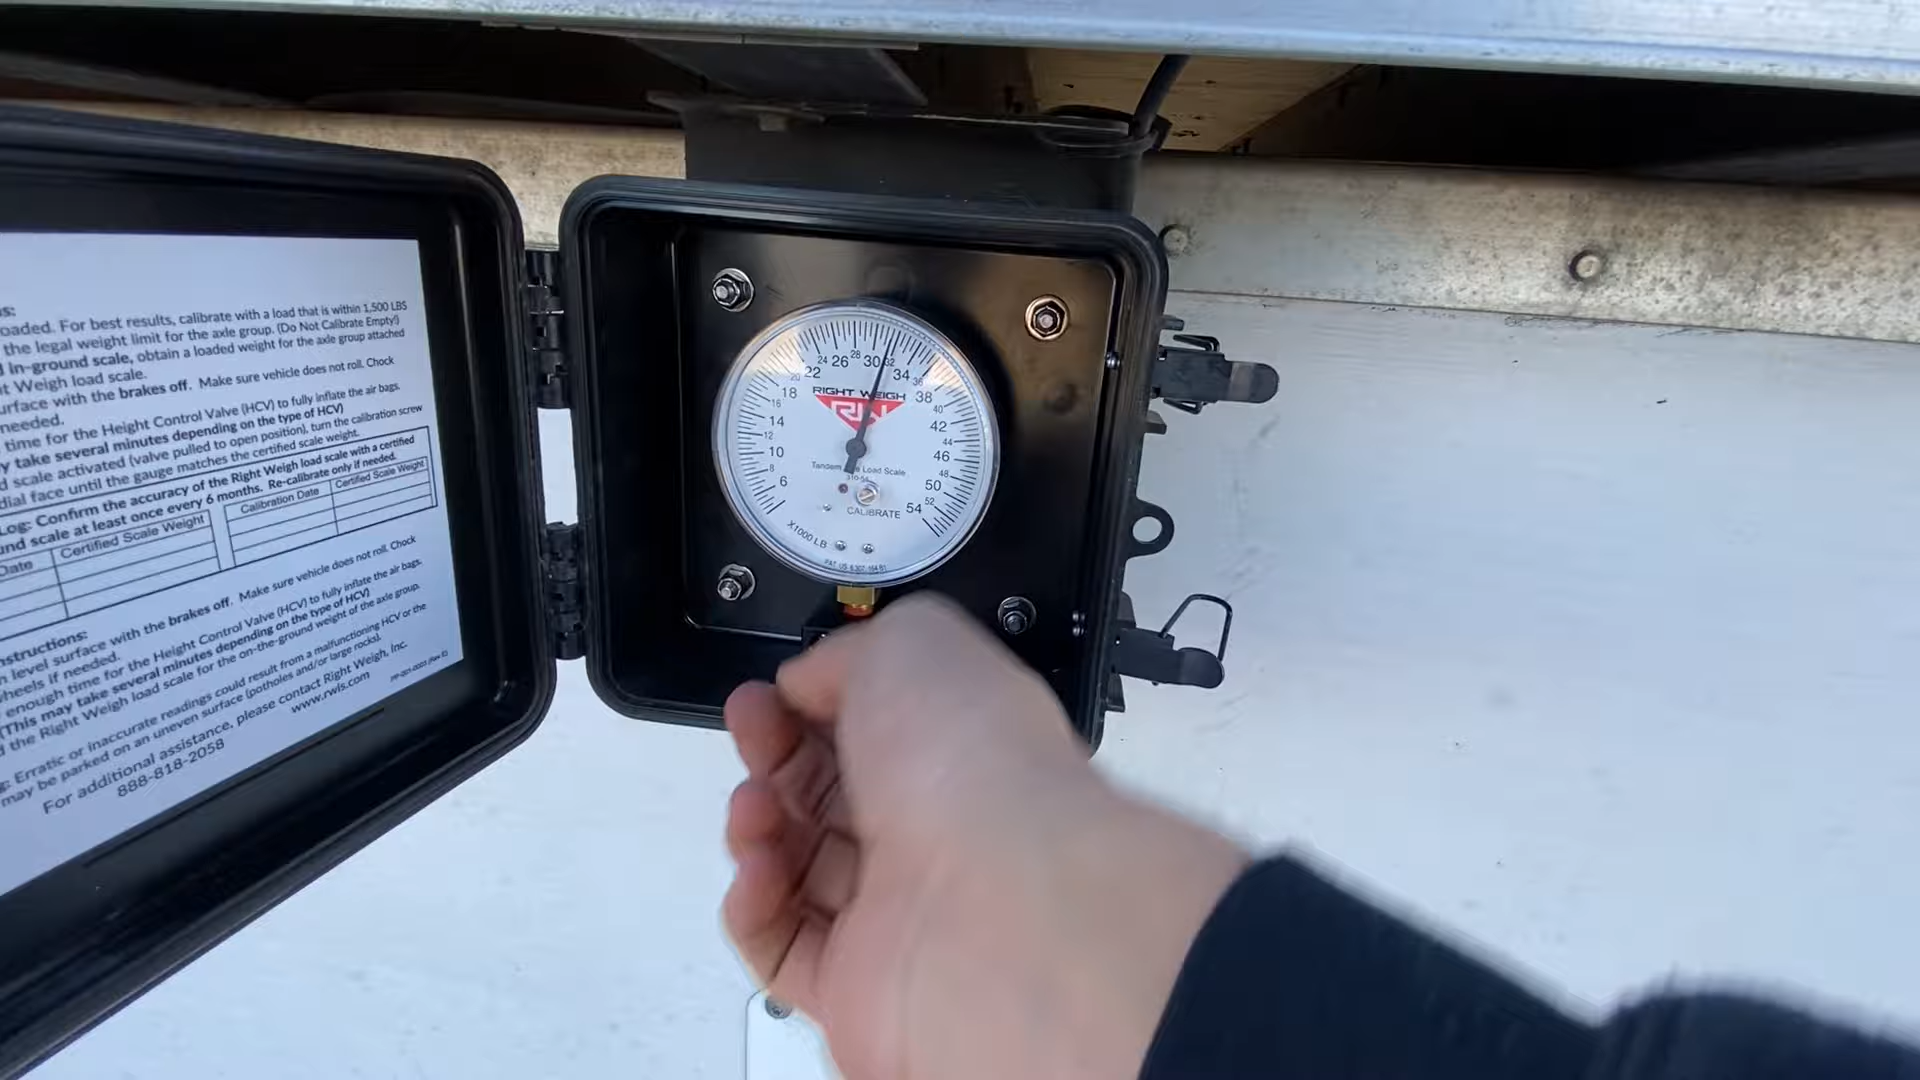 s:
oaded. For best results, calibrate with a load that is within 1,500 LBS
the legal weight limit for the axle group. (Do Not Calibrate Empty!)
In-ground scale, obtain a loaded weight for the axle group attached
t Weigh load scale.
urface with the brakes off. Make sure vehicle does not roll. Chock
needed.
time for the Height Control Valve (HCV) to fully inflate the air bags.
y take several minutes depending on the type of HCV)
d scale activated (valve pulled to open position), turn the calibration screw
dial face until the gauge matches the certified scale weight.
Log: Confirm the accuracy of the Right Weigh load scale with a certified
und scale at least once every 6 months. Re-calibrate only if needed.
Date Certified Scale Weight Calibration Date Certified Scale Weight
nstructions:
n level surface with the brakes off. Make sure vehicle does not roll. Chock
heels if needed.
enough time for the Height Control Valve (HCV) to fully inflate the air bags.
(This may take several minutes depending on the type of HCV)
d the Right Weigh load scale for the on-the-ground weight of the axle group.
g: Erratic or inaccurate readings could result from a malfunctioning HCV or the
may be parked on an uneven surface (potholes and/or large rocks).
For additional assistance, please contact Right Weigh, Inc.
888-818-2058 www.rwls.com
6 8 10 12 14 16 18 20 22 24 26 28 30 32 34 36 38 40 42 44 46 48 50 52 54
RIGHT WEIGH
RW
Tandem Load Scale
CALIBRATE
X1000 LB